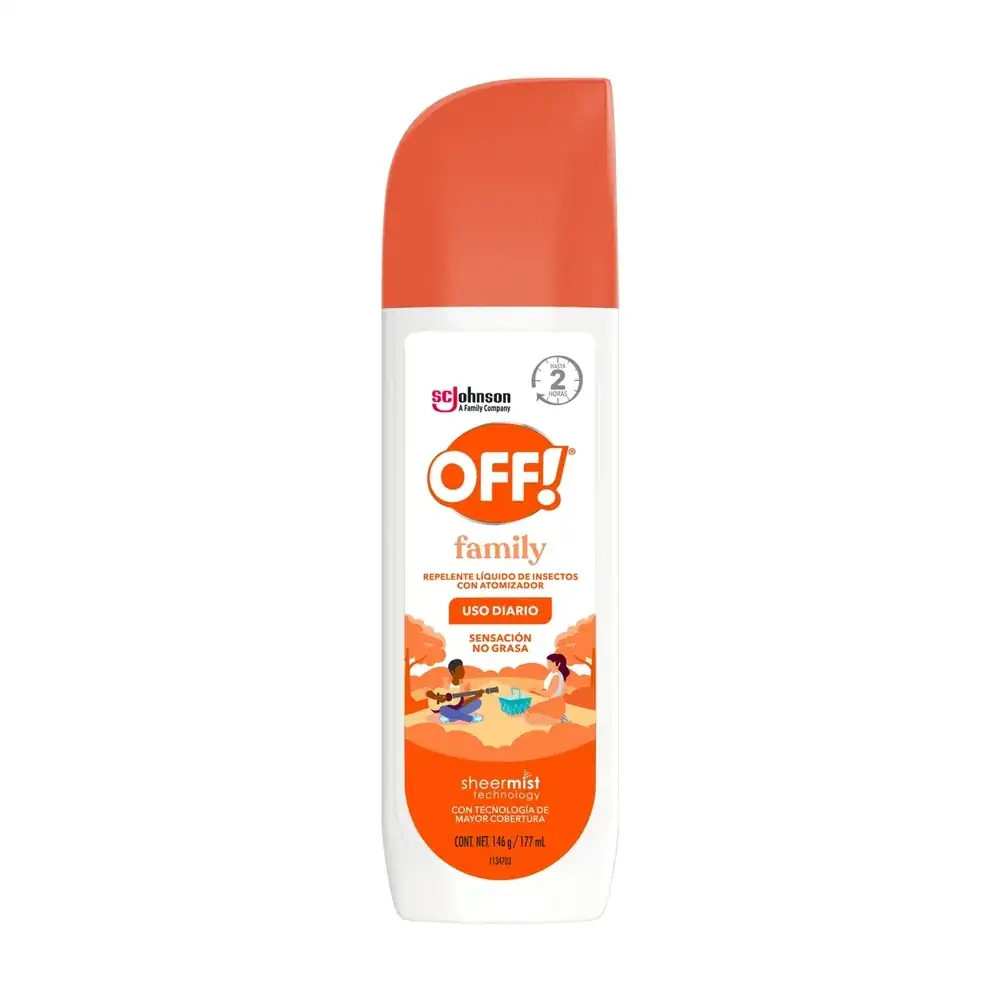 SCJohnson
A Family Company
HASTA
2
HORAS
OFF!®
family
REPELENTE LÍQUIDO DE INSECTOS
CON ATOMIZADOR
USO DIARIO
SENSACIÓN
NO GRASA
sheermist
technology
CON TECNOLOGÍA DE
MAYOR COBERTURA
CONT. NET. 146 g / 177 mL
1134703